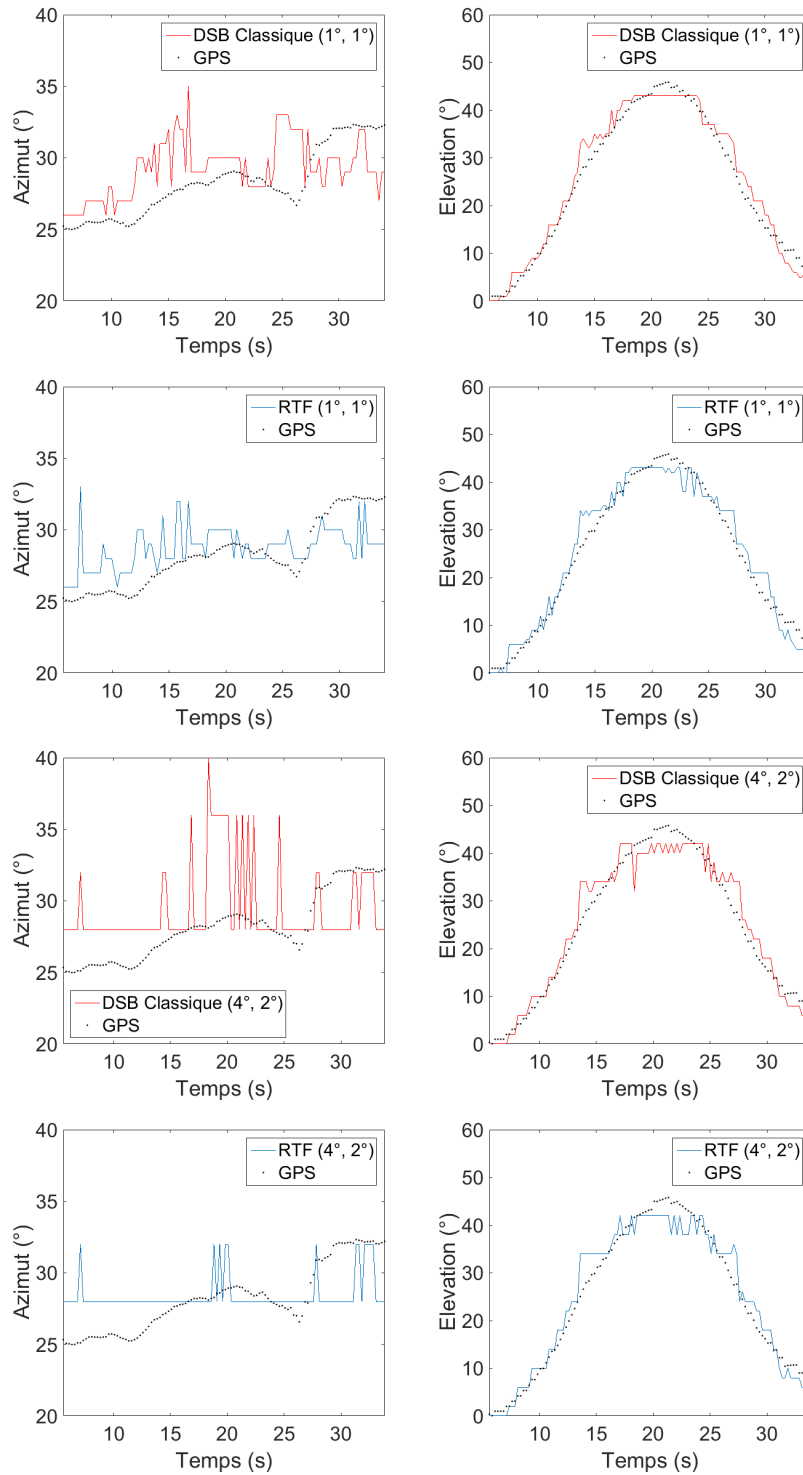 DSB Classique (1°, 1°)
GPS
Azimut (°)
40
35
30
25
20
10
15
20
25
30
Temps (s)
DSB Classique (1°, 1°)
GPS
Elevation (°)
60
50
40
30
20
10
0
10
15
20
25
30
Temps (s)
RTF (1°, 1°)
GPS
Azimut (°)
40
35
30
25
20
10
15
20
25
30
Temps (s)
RTF (1°, 1°)
GPS
Elevation (°)
60
50
40
30
20
10
0
10
15
20
25
30
Temps (s)
DSB Classique (4°, 2°)
GPS
Azimut (°)
40
35
30
25
20
10
15
20
25
30
Temps (s)
DSB Classique (4°, 2°)
GPS
Elevation (°)
60
50
40
30
20
10
0
10
15
20
25
30
Temps (s)
RTF (4°, 2°)
GPS
Azimut (°)
40
35
30
25
20
10
15
20
25
30
Temps (s)
RTF (4°, 2°)
GPS
Elevation (°)
60
50
40
30
20
10
0
10
15
20
25
30
Temps (s)